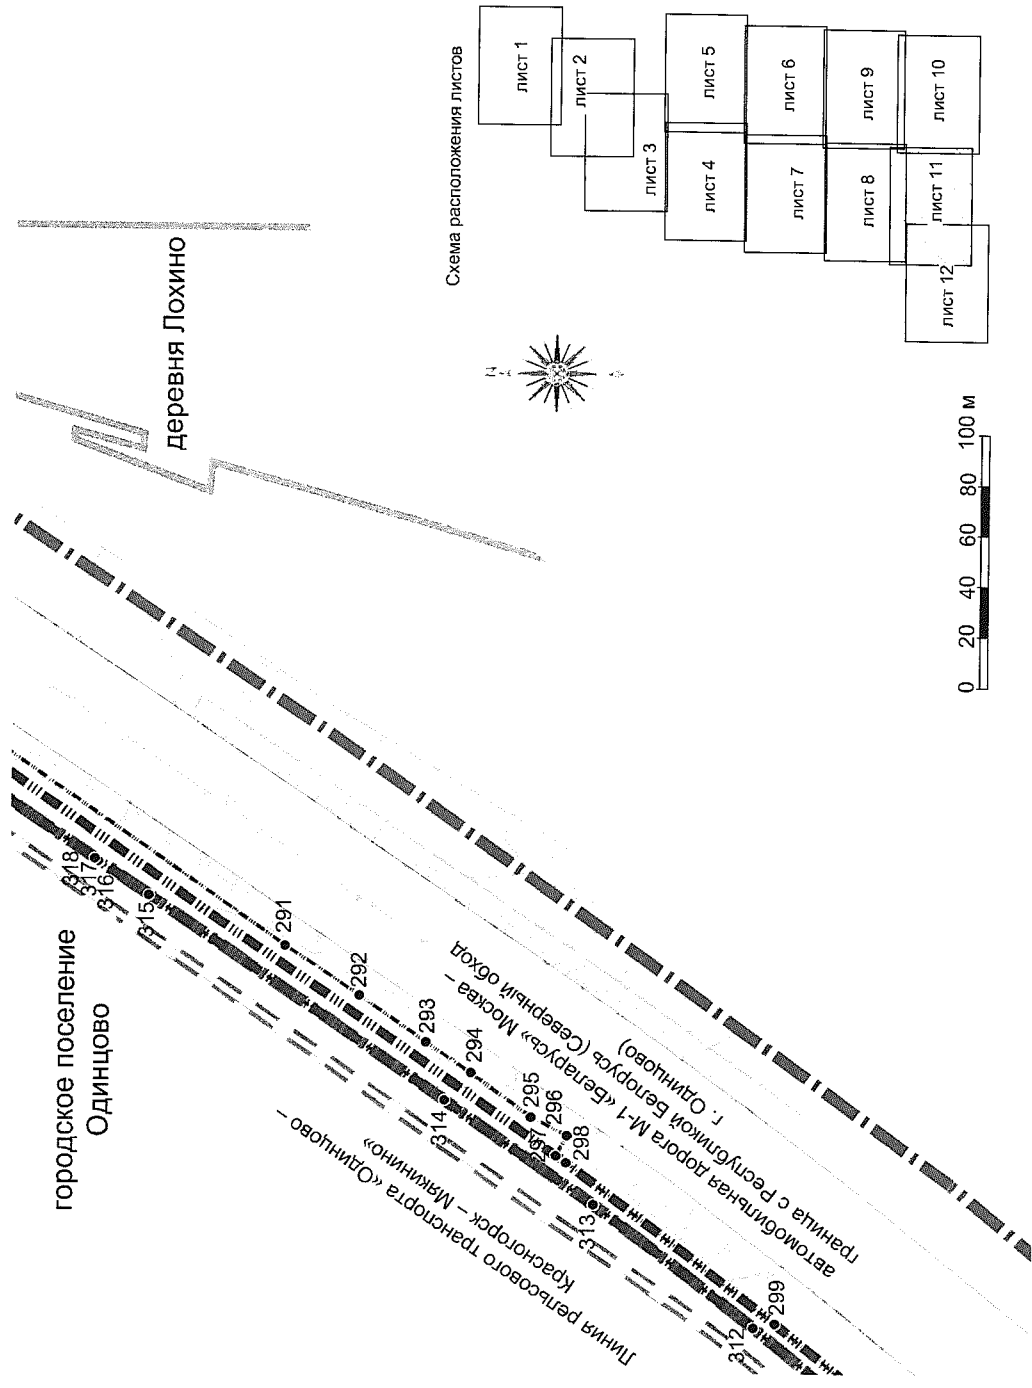 городское поселение
Одинцово
деревня Лохино
Схема расположения листов
лист 1
лист 2
лист 3
лист 4
лист 5
лист 6
лист 7
лист 8
лист 9
лист 10
лист 11
лист 12
318
317
316
315
314
313
312
291
292
293
294
295
296
297
298
299
Линия рельсового транспорта «Одинцово –
Красногорск – Мякинино»
автомобильная дорога М-1 «Беларусь» Москва –
граница с Республикой Белорусь (Северный обход
г. Одинцово)
0 20 40 60 80 100 м